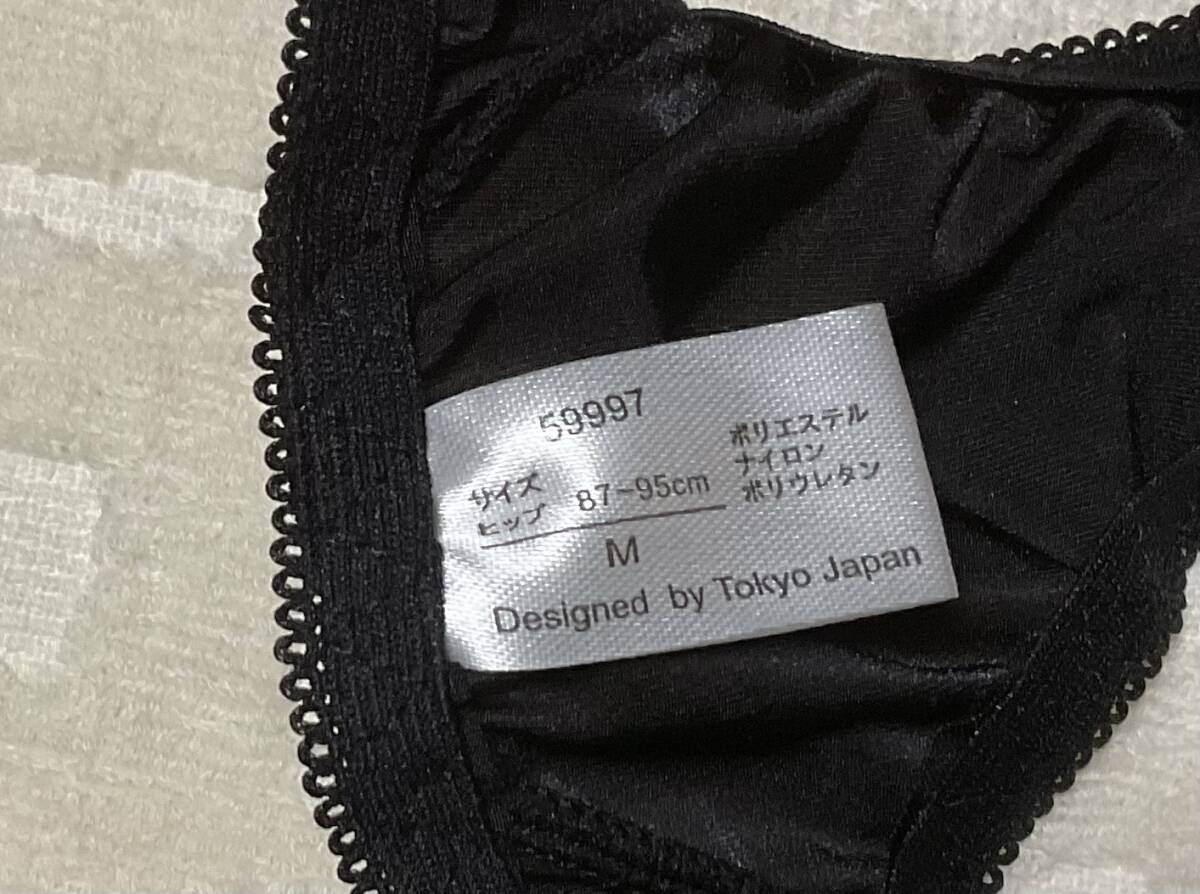 59997
サイズ
ヒップ 87-95cm
M
ポリエステル
ナイロン
ポリウレタン
Designed by Tokyo Japan